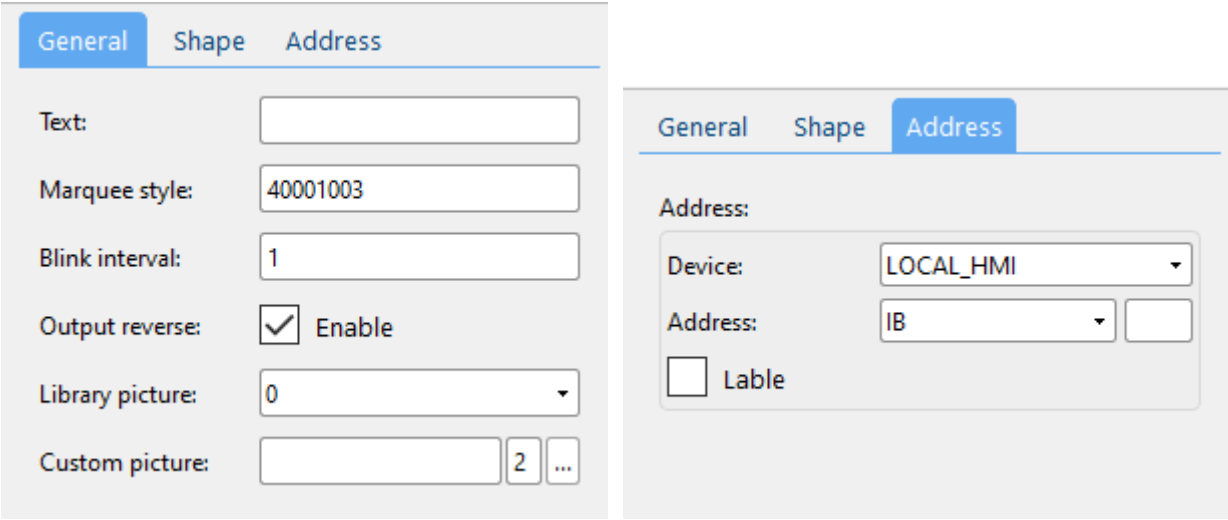 General Shape Address
Text:
Marquee style: 40001003
Blink interval: 1
Output reverse: Enable
Library picture: 0
Custom picture: 2 ...
General Shape Address
Address:
Device: LOCAL_HMI
Address: IB
Lable